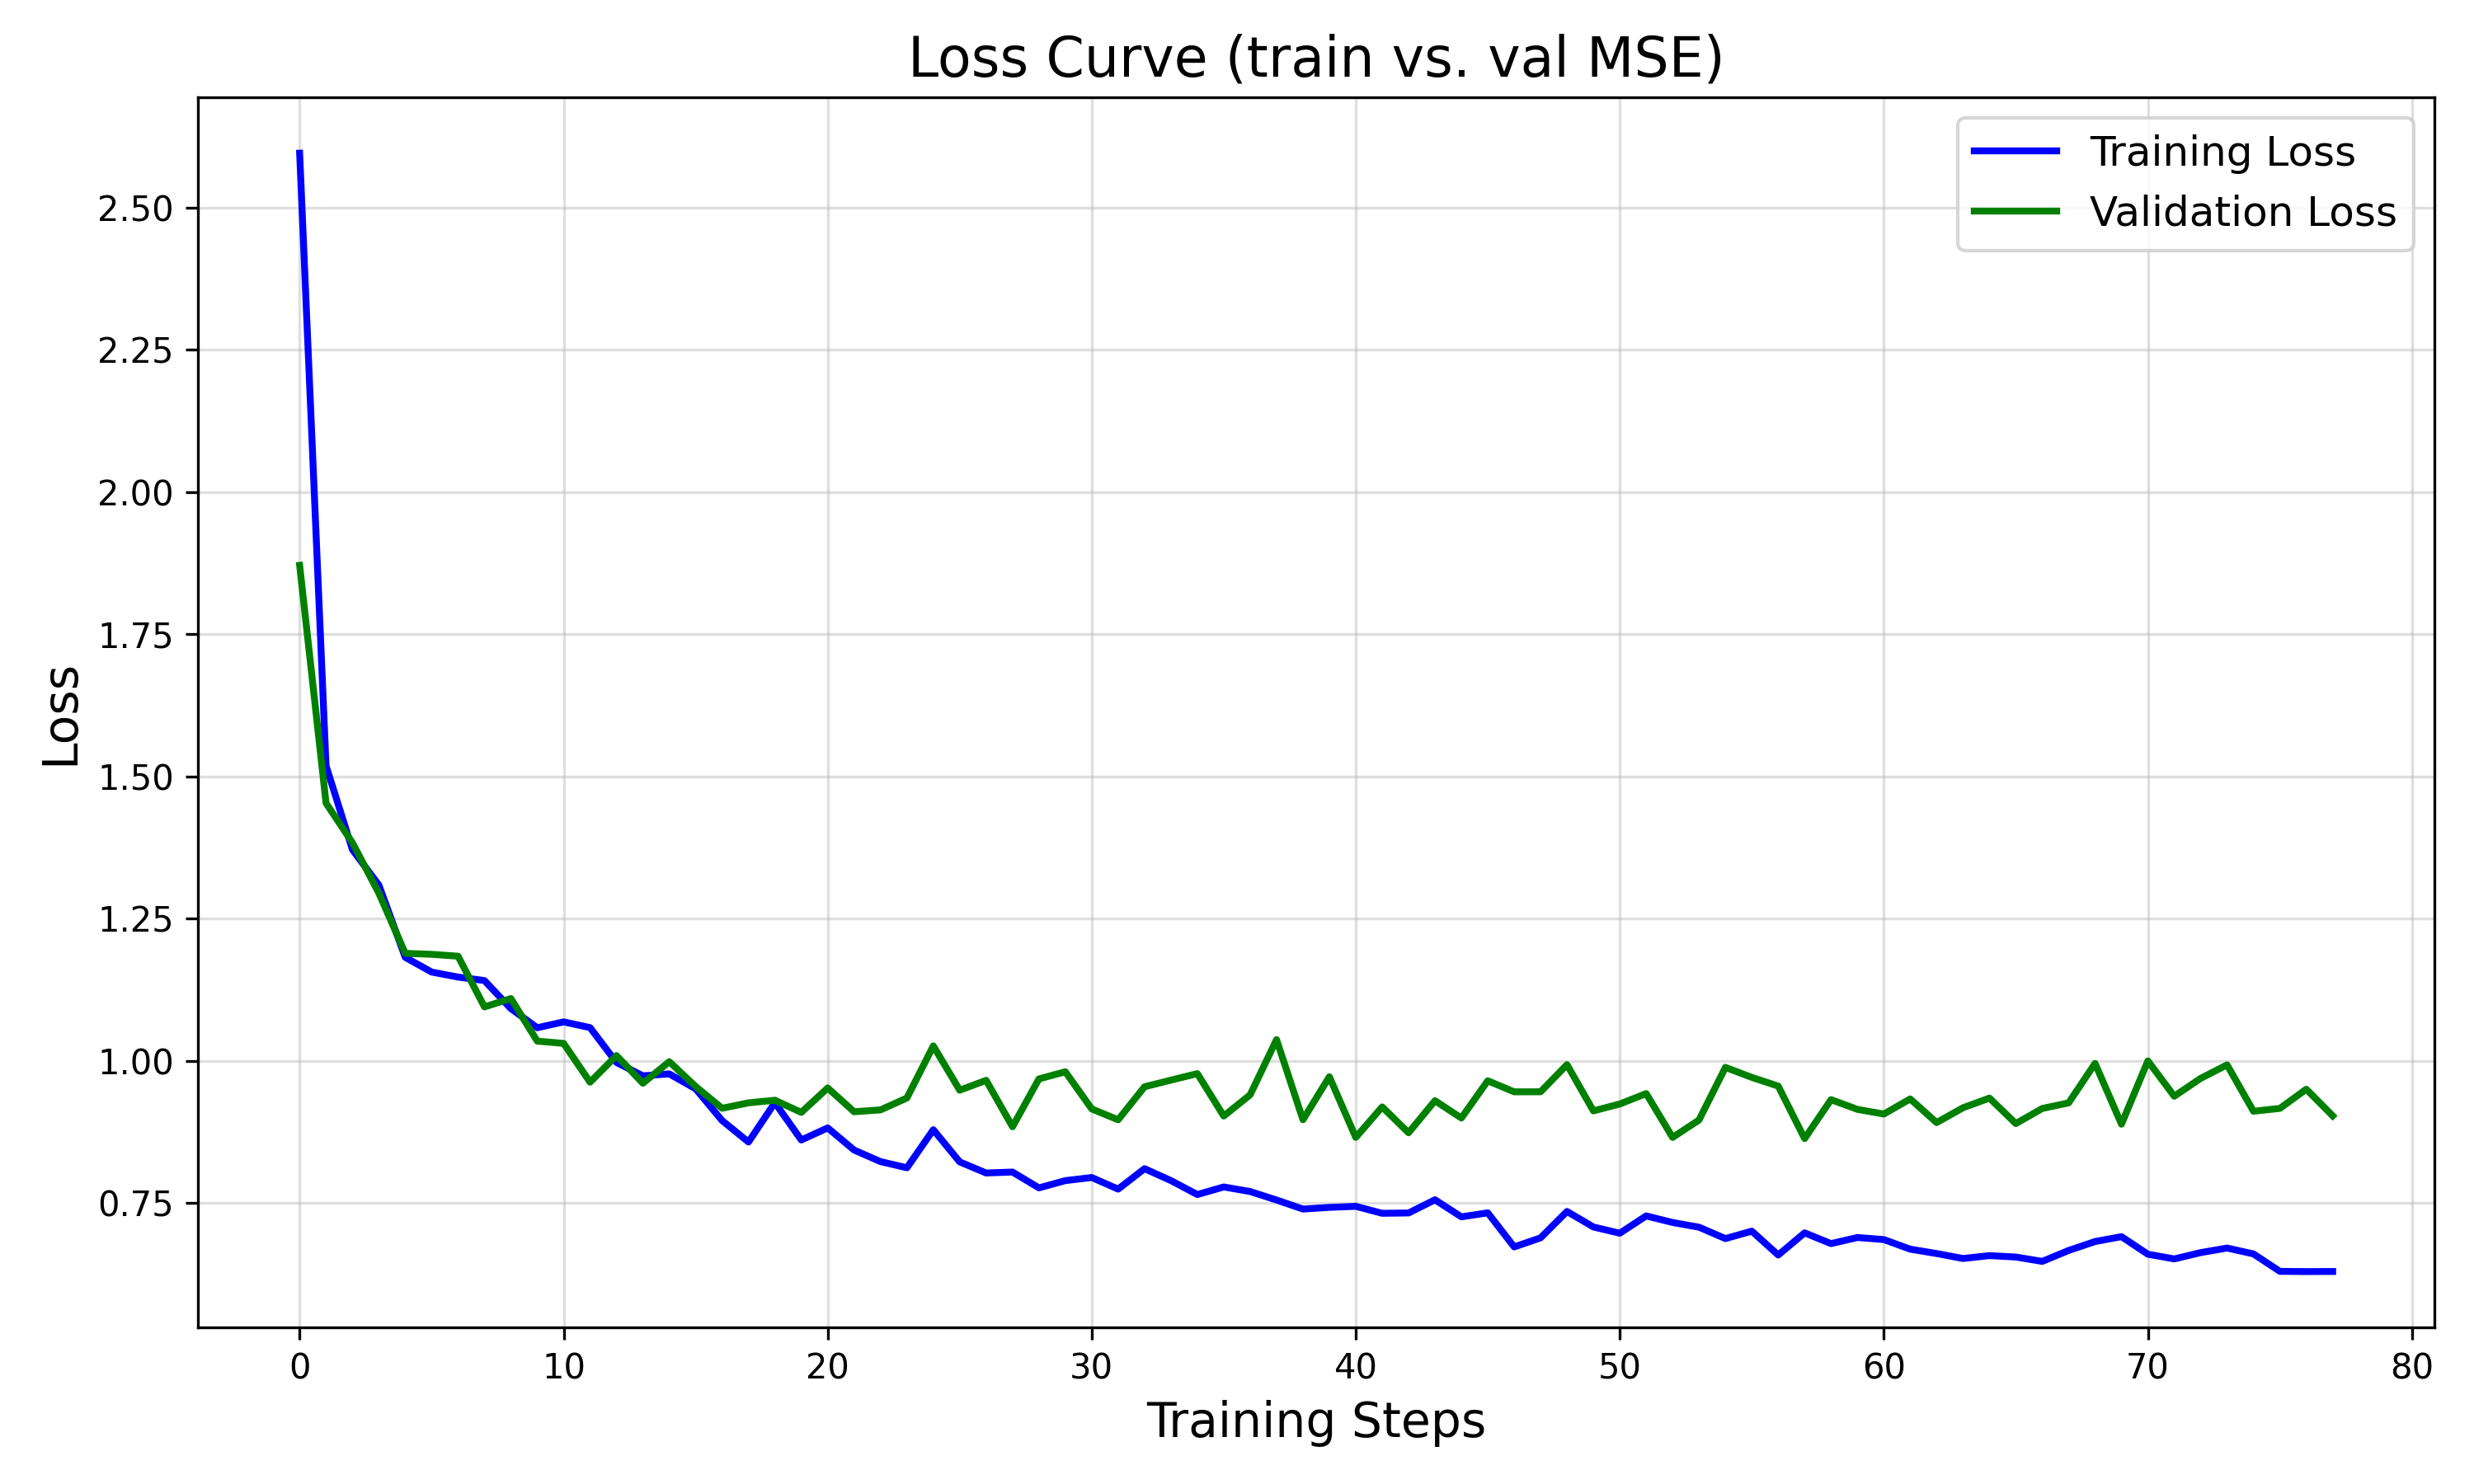 Loss Curve (train vs. val MSE)
Training Loss
Validation Loss
2.50
2.25
2.00
1.75
1.50
1.25
1.00
0.75
Loss
0 10 20 30 40 50 60 70 80
Training Steps